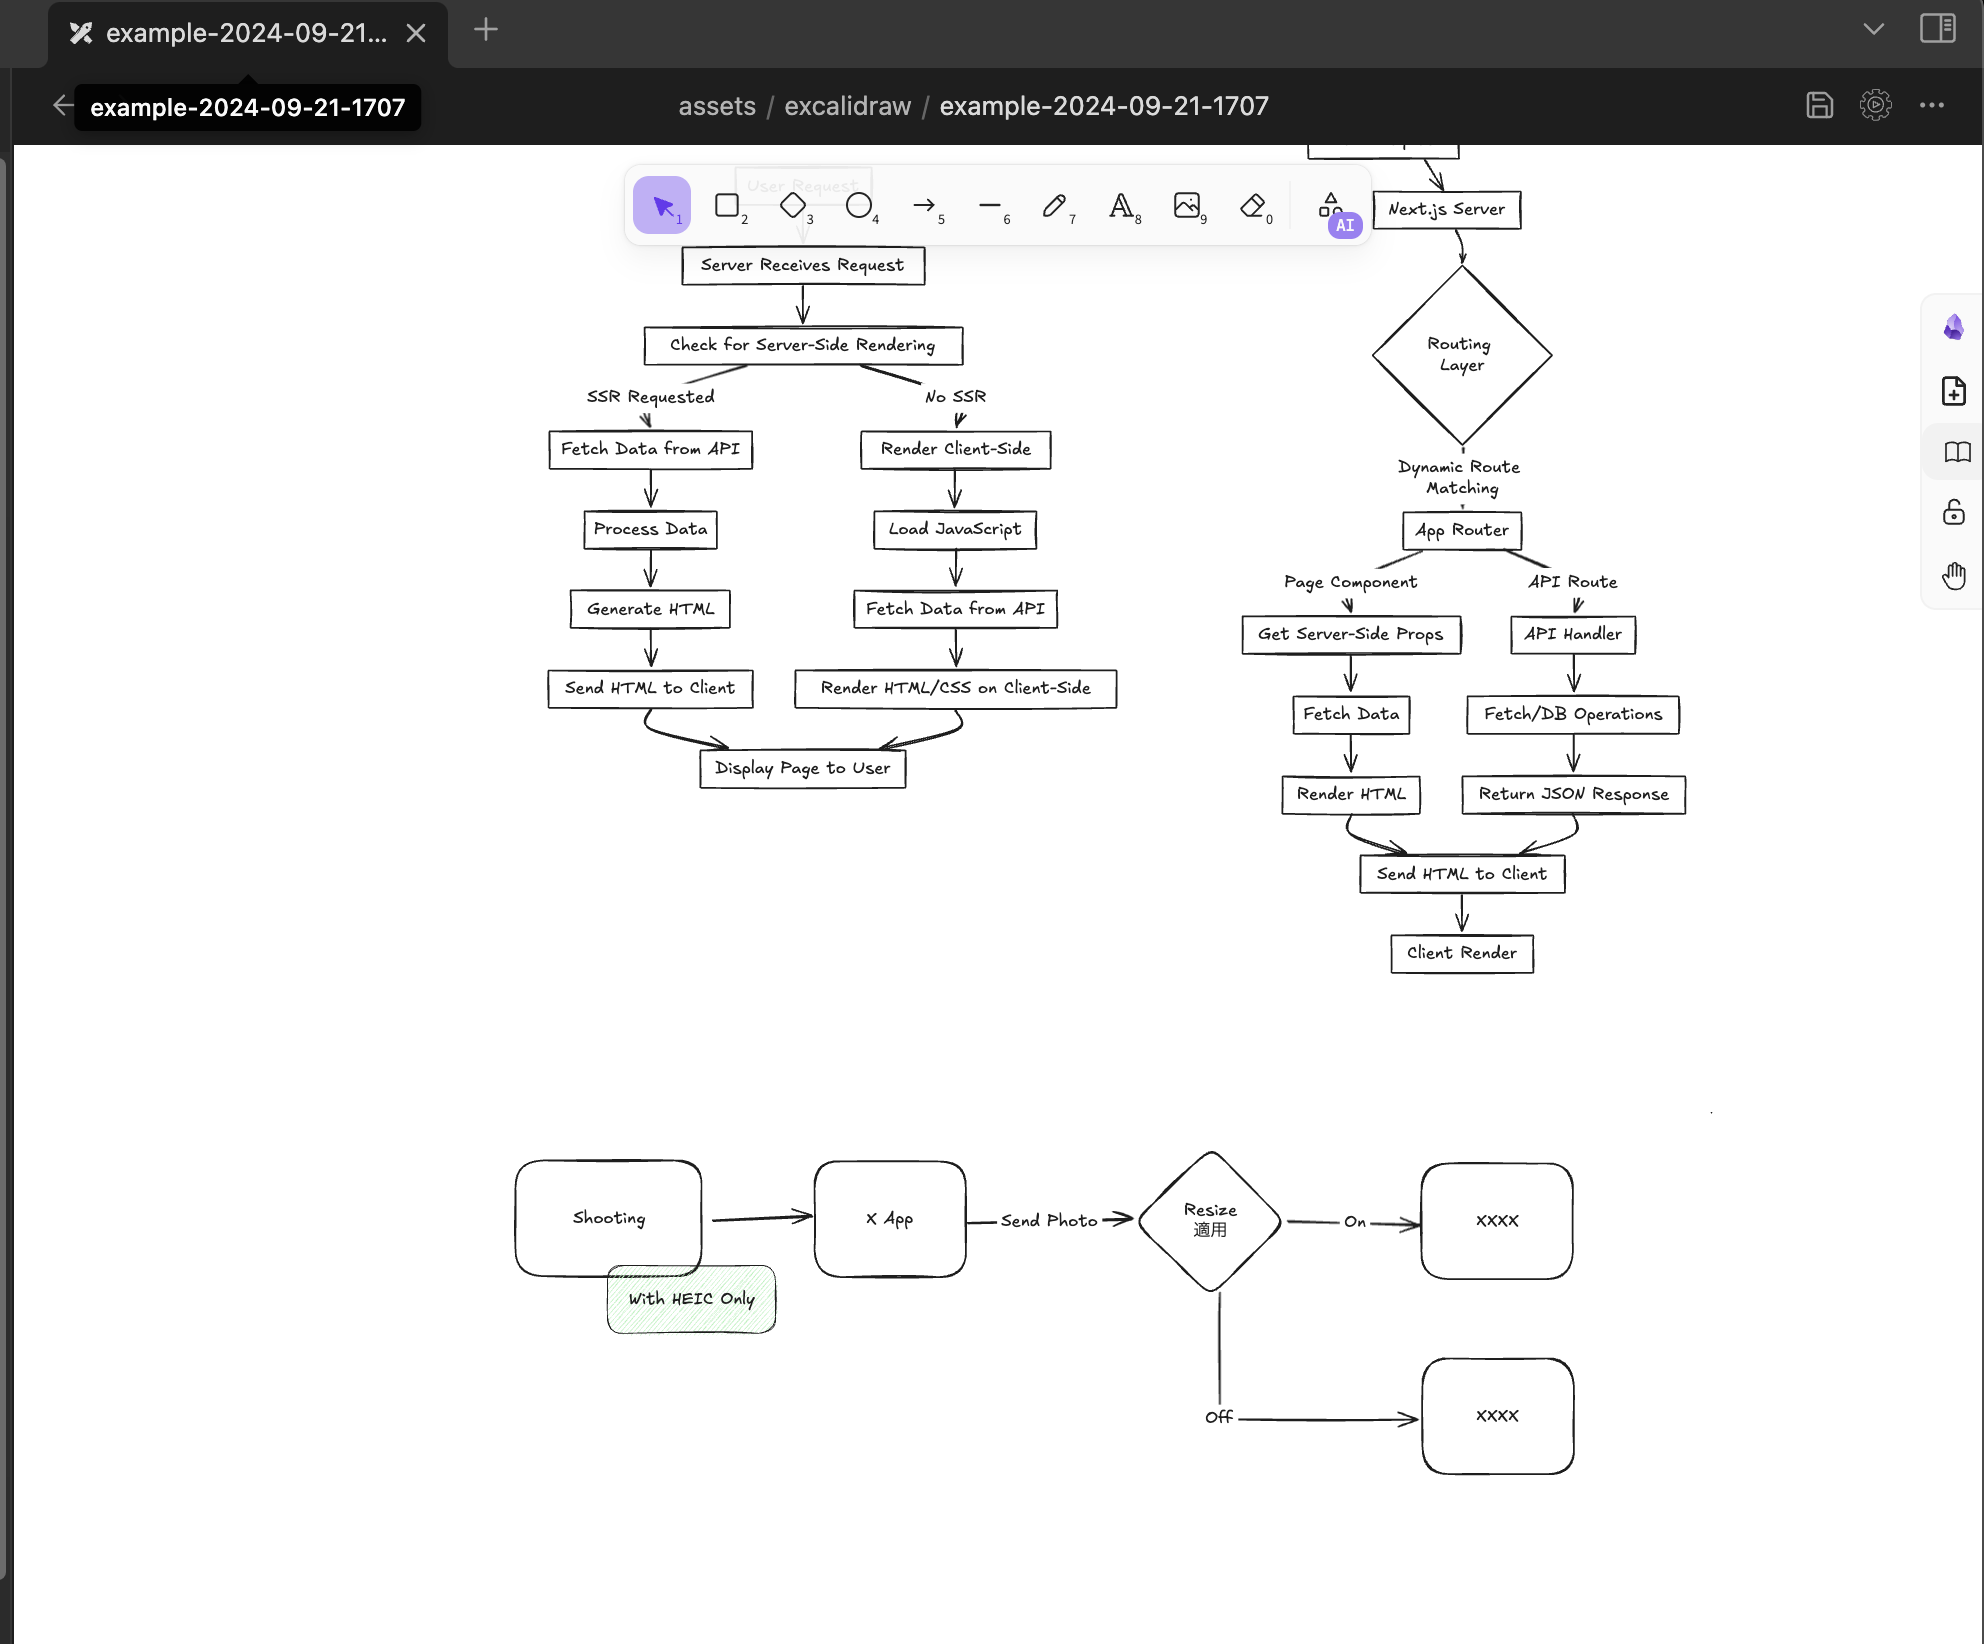 example-2024-09-21...
example-2024-09-21-1707
assets / excalidraw / example-2024-09-21-1707
User Request
1
2
3
4
5
6
7
8
9
0
AI
Server Receives Request
Check for Server-Side Rendering
SSR Requested
No SSR
Fetch Data from API
Render Client-Side
Process Data
Load JavaScript
Generate HTML
Fetch Data from API
Send HTML to Client
Render HTML/CSS on Client-Side
Display Page to User
Next.js Server
Routing
Layer
Dynamic Route
Matching
App Router
Page Component
API Route
Get Server-Side Props
API Handler
Fetch Data
Fetch/DB Operations
Render HTML
Return JSON Response
Send HTML to Client
Client Render
Shooting
With HEIC Only
X App
Send Photo
Resize
適用
On
XXXX
Off
XXXX